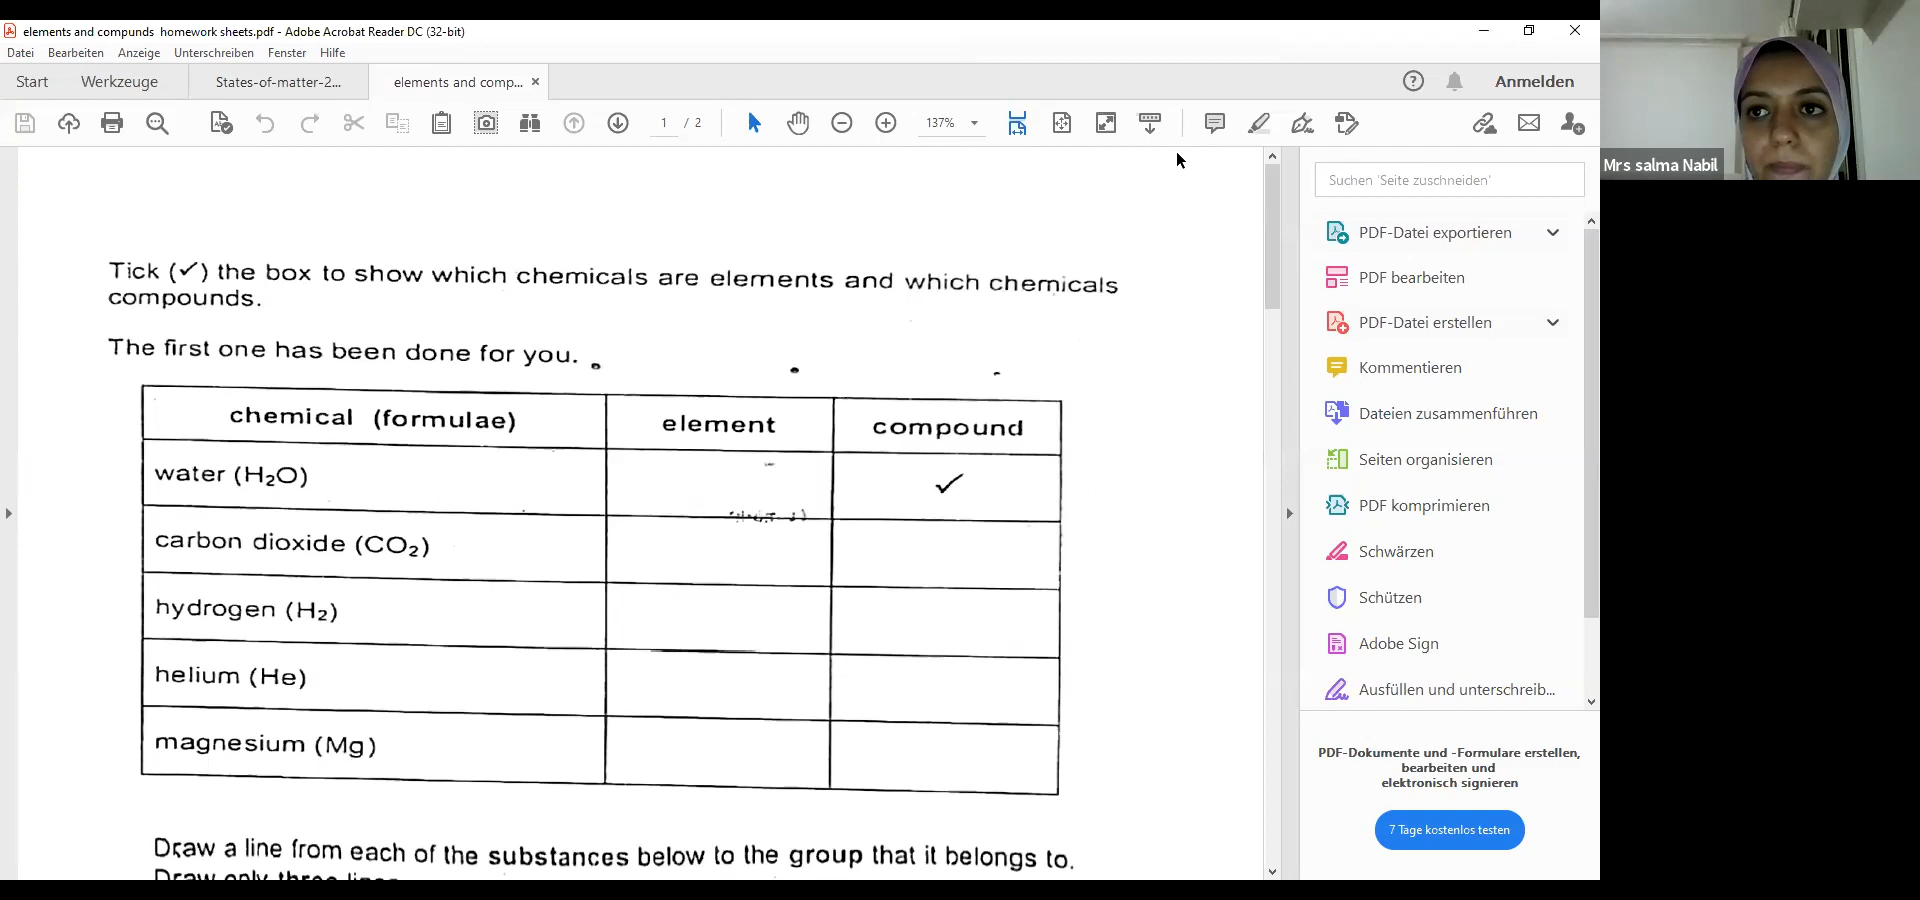 elements and compunds homework sheets.pdf - Adobe Acrobat Reader DC (32-bit)
Datei Bearbeiten Anzeige Unterschreiben Fenster Hilfe
Start Werkzeuge States-of-matter-2... elements and comp... Anmelden
1 / 2 137%
Mrs salma Nabil
Tick (✓) the box to show which chemicals are elements and which chemicals
compounds.
The first one has been done for you.
chemical (formulae) element compound
water (H₂O) ✓
carbon dioxide (CO₂)
hydrogen (H₂)
helium (He)
magnesium (Mg)
Draw a line from each of the substances below to the group that it belongs to.
Draw only three lines
Suchen 'Seite zuschneiden'
PDF-Datei exportieren
PDF bearbeiten
PDF-Datei erstellen
Kommentieren
Dateien zusammenführen
Seiten organisieren
PDF komprimieren
Schwärzen
Schützen
Adobe Sign
Ausfüllen und unterschreib...
PDF-Dokumente und -Formulare erstellen,
bearbeiten und
elektronisch signieren
7 Tage kostenlos testen